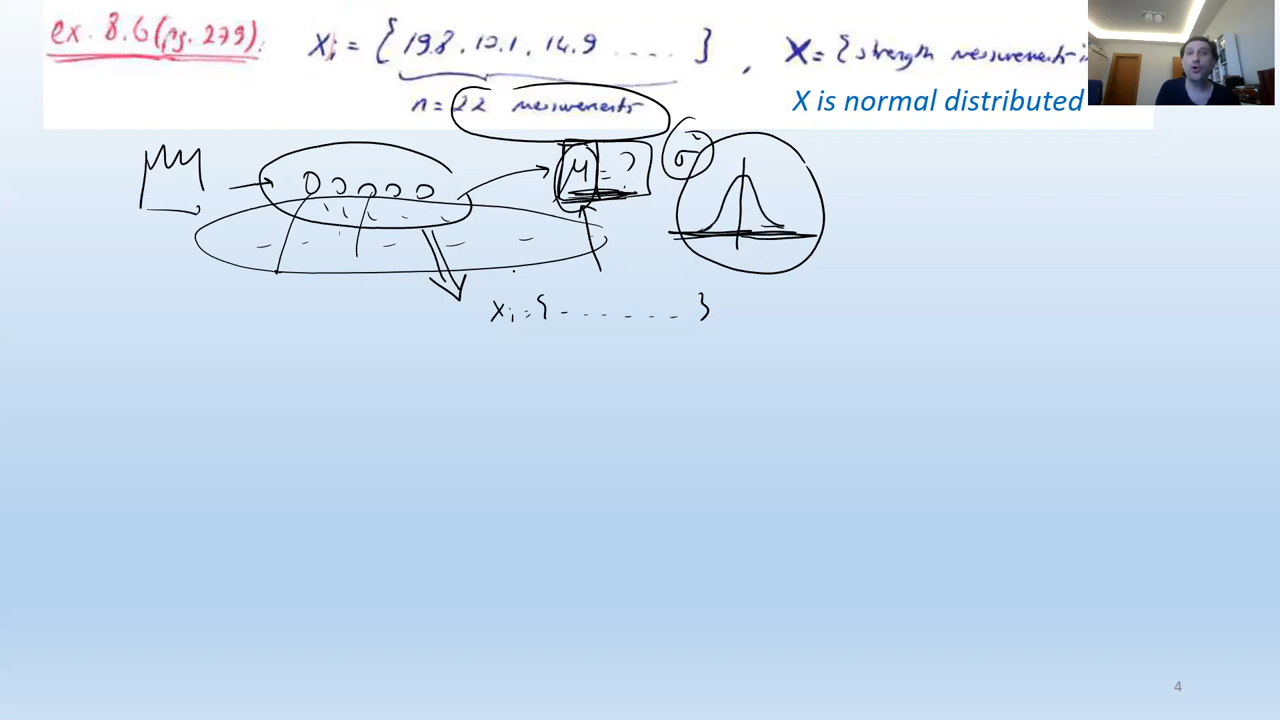 ex. 8.6 (pg. 279). Xi = { 19.8, 10.1, 14.9 ..... } , X = { strength measurements i
n = 22 measurements
X is normal distributed
μ = ? σ²
xi = { - - - - - - - }
4